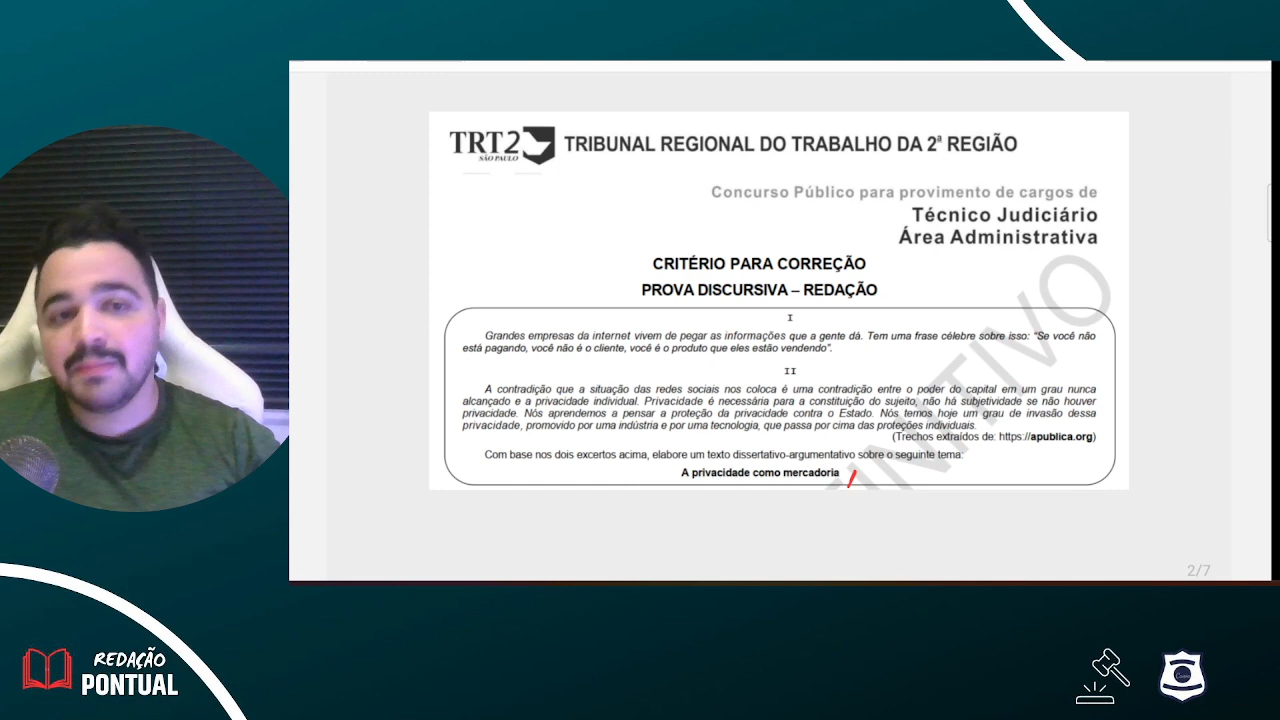 TRT2
SÃO PAULO
TRIBUNAL REGIONAL DO TRABALHO DA 2ª REGIÃO
Concurso Público para provimento de cargos de
Técnico Judiciário
Área Administrativa
CRITÉRIO PARA CORREÇÃO
PROVA DISCURSIVA – REDAÇÃO
I
Grandes empresas da internet vivem de pegar as informações que a gente dá. Tem uma frase célebre sobre isso: “Se você não
está pagando, você não é o cliente, você é o produto que eles estão vendendo”.
II
A contradição que a situação das redes sociais nos coloca é uma contradição entre o poder do capital em um grau nunca
alcançado e a privacidade individual. Privacidade é necessária para a constituição do sujeito, não há subjetividade se não houver
privacidade. Nós aprendemos a pensar a proteção da privacidade contra o Estado. Nós temos hoje um grau de invasão dessa
privacidade, promovido por uma indústria e por uma tecnologia, que passa por cima das proteções individuais.
(Trechos extraídos de: https://apublica.org)
Com base nos dois excertos acima, elabore um texto dissertativo-argumentativo sobre o seguinte tema:
A privacidade como mercadoria
INITIVO
2/7
REDAÇÃO
PONTUAL